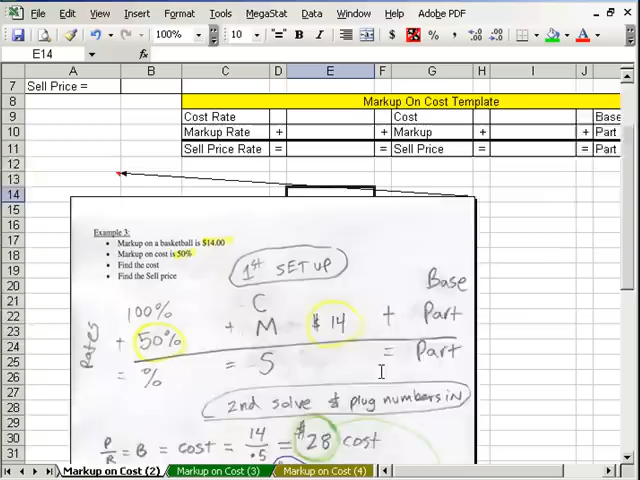 File Edit View Insert Format Tools MegaStat Data Window Help Adobe PDF
100% 10 B $ %
E14 fx
A B C D E F G H I J
7 Sell Price =
8 Markup On Cost Template
9 Cost Rate Cost Base
10 Markup Rate + + Markup + + Part
11 Sell Price Rate = = Sell Price = = Part
12
13
14
15
16
17
18
19
20
21
22
23
24
25
26
27
28
29
30
31
Example 3:
• Markup on a basketball is $14.00
• Markup on cost is 50%
• Find the cost
• Find the Sell price
1st SET UP
Rates
100% C Base
+ 50% + M $14 + Part
= % = S = Part
2nd solve & plug numbers in
P/R = B = cost = 14/.5 = $28 cost
Markup on Cost (2) Markup on Cost (3) Markup on Cost (4)